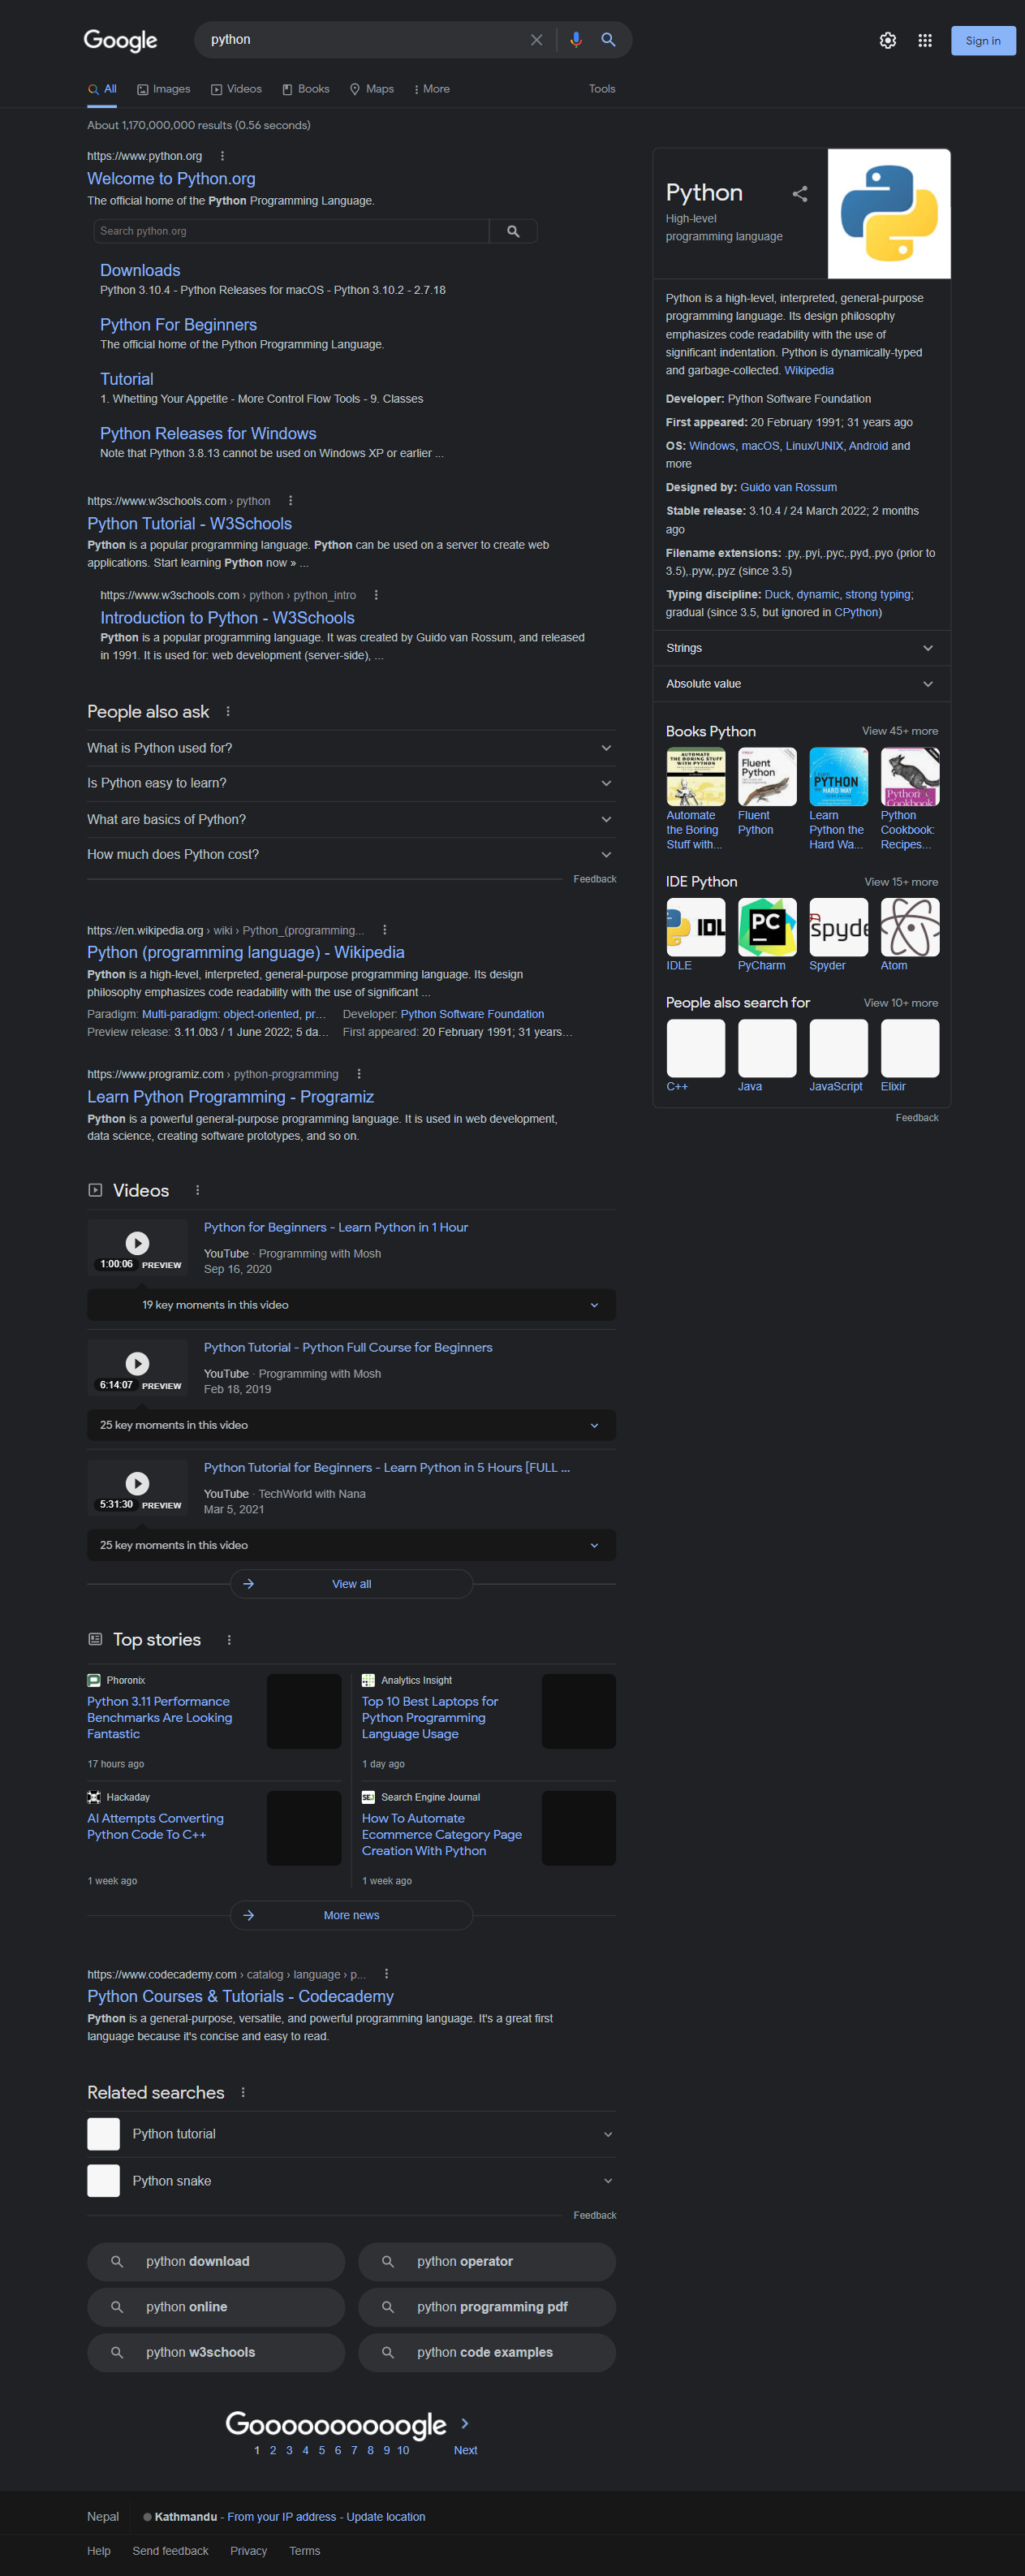 Google
python
Sign in
All
Images
Videos
Books
Maps
More
Tools
About 1,170,000,000 results (0.56 seconds)
https://www.python.org
Welcome to Python.org
The official home of the Python Programming Language.
Search python.org
Downloads
Python 3.10.4 - Python Releases for macOS - Python 3.10.2 - 2.7.18
Python For Beginners
The official home of the Python Programming Language.
Tutorial
1. Whetting Your Appetite - More Control Flow Tools - 9. Classes
Python Releases for Windows
Note that Python 3.8.13 cannot be used on Windows XP or earlier ...
https://www.w3schools.com › python
Python Tutorial - W3Schools
Python is a popular programming language. Python can be used on a server to create web
applications. Start learning Python now » ...
https://www.w3schools.com › python › python_intro
Introduction to Python - W3Schools
Python is a popular programming language. It was created by Guido van Rossum, and released
in 1991. It is used for: web development (server-side), ...
People also ask
What is Python used for?
Is Python easy to learn?
What are basics of Python?
How much does Python cost?
Feedback
https://en.wikipedia.org › wiki › Python_(programming...
Python (programming language) - Wikipedia
Python is a high-level, interpreted, general-purpose programming language. Its design
philosophy emphasizes code readability with the use of significant ...
Paradigm: Multi-paradigm: object-oriented, pr...
Developer: Python Software Foundation
Preview release: 3.11.0b3 / 1 June 2022; 5 da...
First appeared: 20 February 1991; 31 years...
https://www.programiz.com › python-programming
Learn Python Programming - Programiz
Python is a powerful general-purpose programming language. It is used in web development,
data science, creating software prototypes, and so on.
Videos
Python for Beginners - Learn Python in 1 Hour
YouTube · Programming with Mosh
Sep 16, 2020
1:00:06 PREVIEW
19 key moments in this video
Python Tutorial - Python Full Course for Beginners
YouTube · Programming with Mosh
Feb 18, 2019
6:14:07 PREVIEW
25 key moments in this video
Python Tutorial for Beginners - Learn Python in 5 Hours [FULL ...
YouTube · TechWorld with Nana
Mar 5, 2021
5:31:30 PREVIEW
25 key moments in this video
View all
Top stories
Phoronix
Python 3.11 Performance
Benchmarks Are Looking
Fantastic
17 hours ago
Analytics Insight
Top 10 Best Laptops for
Python Programming
Language Usage
1 day ago
Hackaday
AI Attempts Converting
Python Code To C++
1 week ago
SEJ
Search Engine Journal
How To Automate
Ecommerce Category Page
Creation With Python
1 week ago
More news
https://www.codecademy.com › catalog › language › p...
Python Courses & Tutorials - Codecademy
Python is a general-purpose, versatile, and powerful programming language. It's a great first
language because it's concise and easy to read.
Related searches
Python tutorial
Python snake
Feedback
python download
python operator
python online
python programming pdf
python w3schools
python code examples
Goooooooooogle
1 2 3 4 5 6 7 8 9 10
Next
Python
High-level
programming language
Python is a high-level, interpreted, general-purpose
programming language. Its design philosophy
emphasizes code readability with the use of
significant indentation. Python is dynamically-typed
and garbage-collected. Wikipedia
Developer: Python Software Foundation
First appeared: 20 February 1991; 31 years ago
OS: Windows, macOS, Linux/UNIX, Android and
more
Designed by: Guido van Rossum
Stable release: 3.10.4 / 24 March 2022; 2 months
ago
Filename extensions: .py,.pyi,.pyc,.pyd,.pyo (prior to
3.5),.pyw,.pyz (since 3.5)
Typing discipline: Duck, dynamic, strong typing;
gradual (since 3.5, but ignored in CPython)
Strings
Absolute value
Books Python
View 45+ more
AUTOMATE
THE BORING STUFF
WITH PYTHON
Fluent
Python
PYTHON
HARD WAY
Python
Cookbook
Automate
the Boring
Stuff with...
Fluent
Python
Learn
Python the
Hard Wa...
Python
Cookbook:
Recipes...
IDE Python
View 15+ more
IDL
PC
spyde
IDLE
PyCharm
Spyder
Atom
People also search for
View 10+ more
C++
Java
JavaScript
Elixir
Feedback
Nepal
Kathmandu - From your IP address - Update location
Help
Send feedback
Privacy
Terms